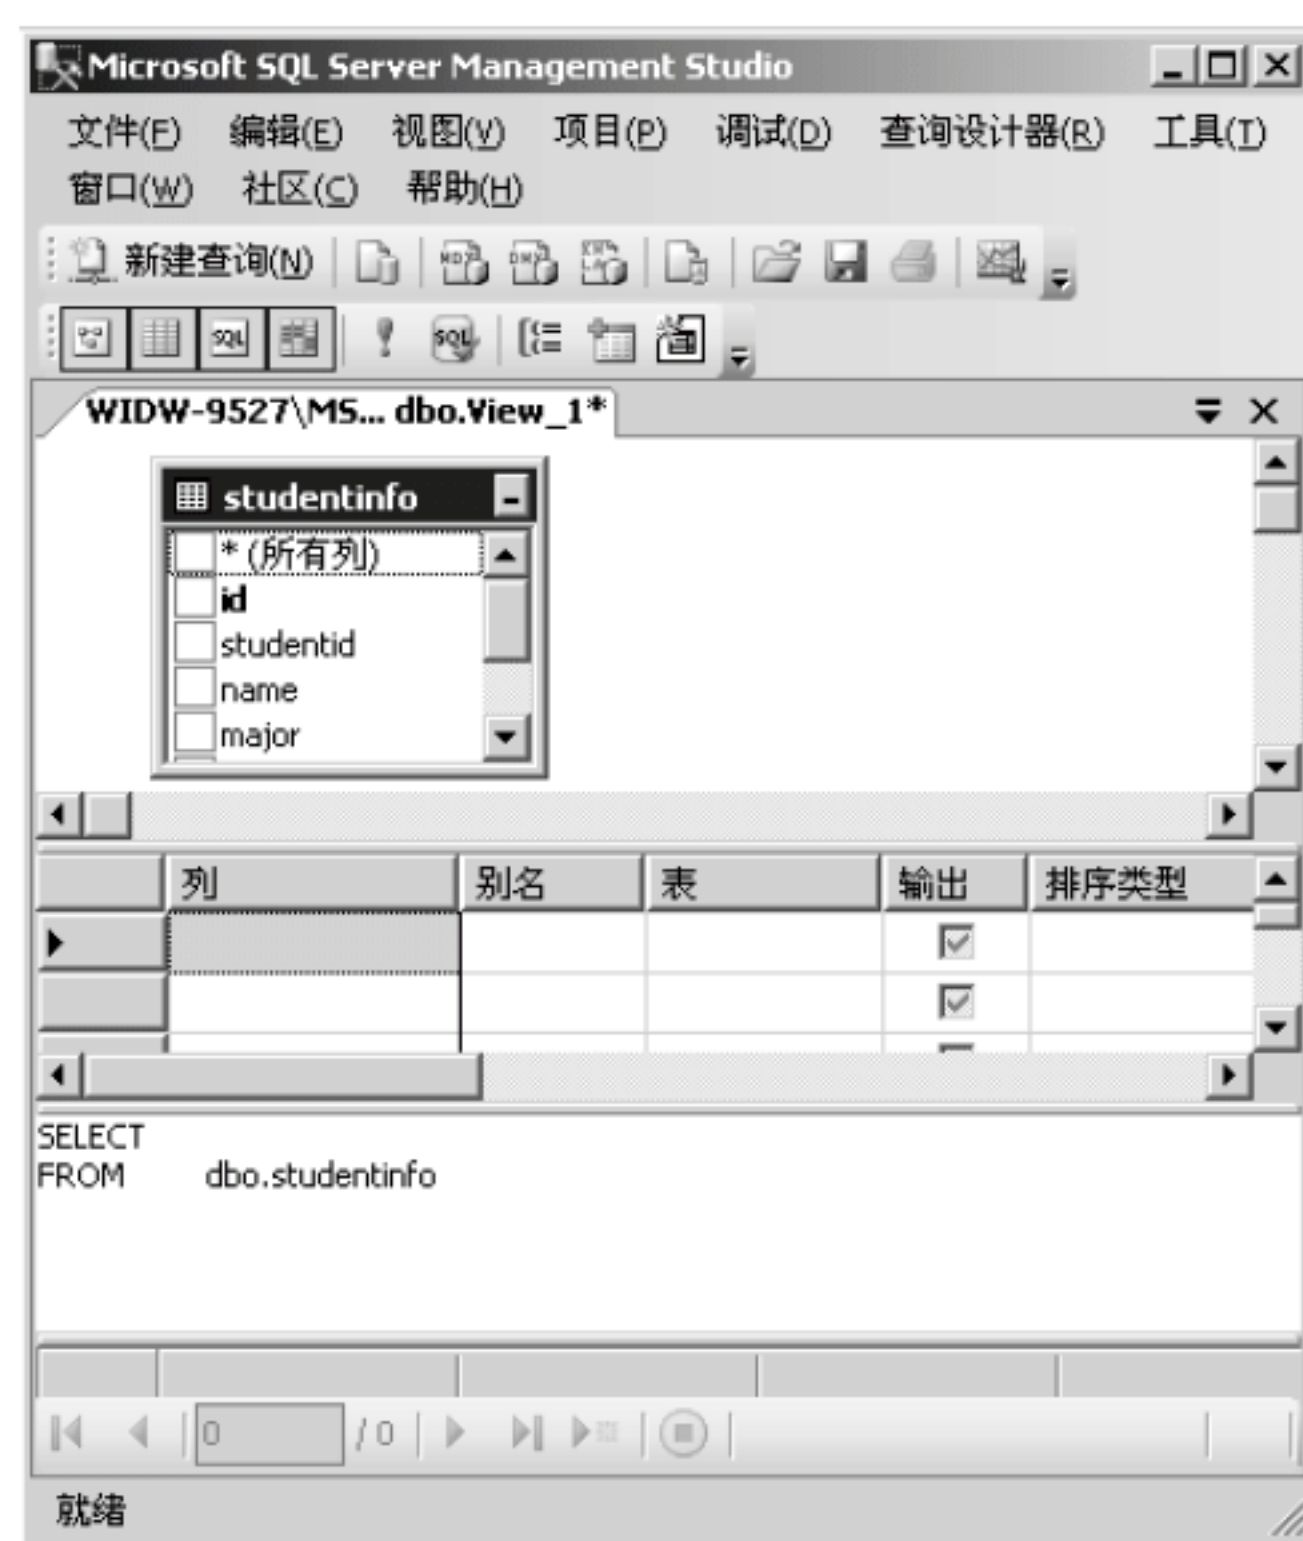 Microsoft SQL Server Management Studio
文件(F) 编辑(E) 视图(V) 项目(P) 调试(D) 查询设计器(R) 工具(T)
窗口(W) 社区(C) 帮助(H)
新建查询(N) MDX DMX XMLA
SQL SQL
WIDW-9527\MS... dbo.View_1*
studentinfo
* (所有列)
id
studentid
name
major
列 别名 表 输出 排序类型
SELECT
FROM dbo.studentinfo
0 / 0
就绪